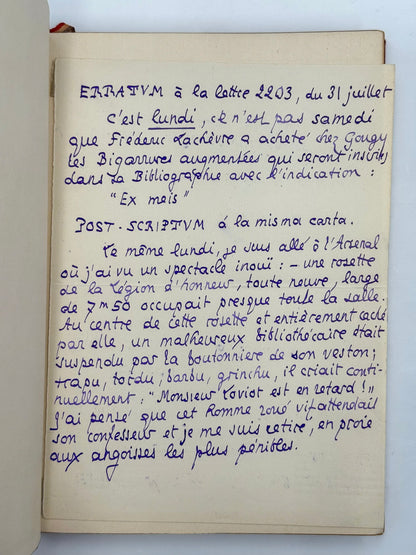 ERRATVM à la lettre 2203, du 31 juillet
C'est lundi, ce n'est pas samedi
que Frédéric Lachèvre a acheté chez Gougy
les Bigarrures augmentées qui seront inscrites
dans sa Bibliographie avec l'indication :
"Ex meis"
POST-SCRIPTVM á la misma carta.
Ce même lundi, je suis allé à l'Arsenal
où j'ai vu un spectacle inouï : – une rosette
de la Légion d'honneur, toute neuve, large
de 7m50 occupait presque toute la salle.
Au centre de cette rosette et entièrement caché
par elle, un malheureux bibliothécaire était
suspendu par la boutonnière de son veston ;
trapu, tordu, barbu, grinchu, il criait conti-
nuellement : "Monsieur Loviot est en retard !"
J'ai pensé que cet homme roué vif attendait
son confesseur et je me suis retiré, en proie
aux angoisses les plus pénibles.